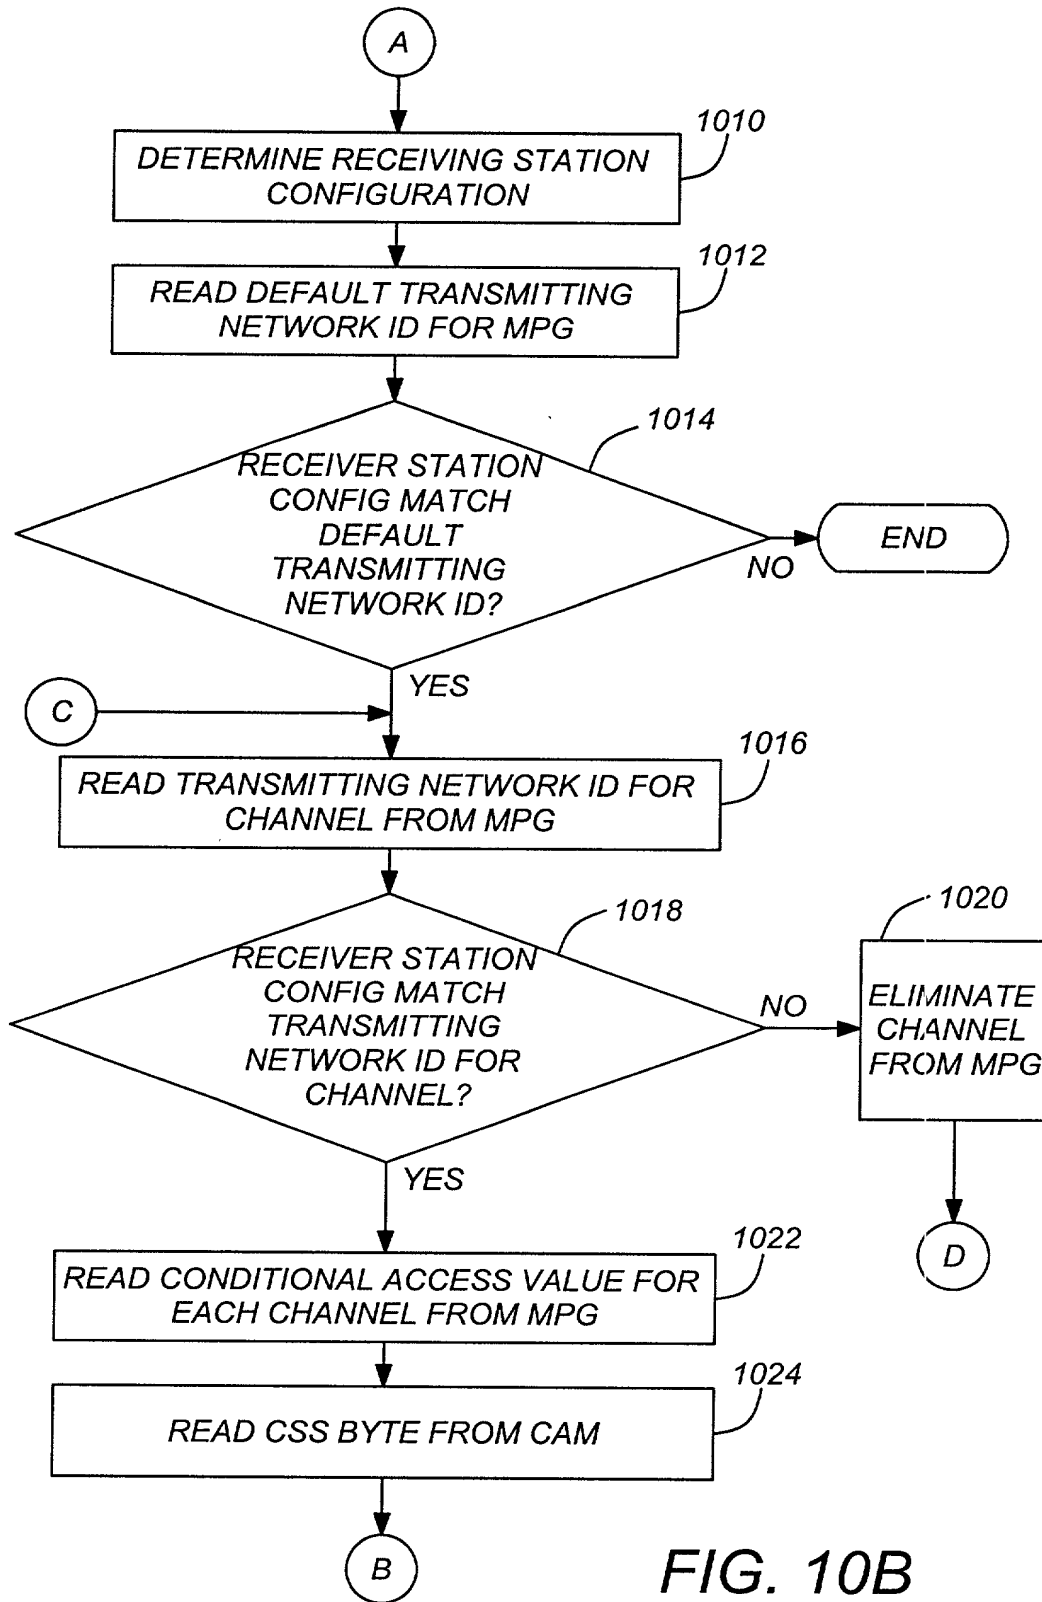 A
1010
DETERMINE RECEIVING STATION
CONFIGURATION
1012
READ DEFAULT TRANSMITTING
NETWORK ID FOR MPG
1014
RECEIVER STATION
CONFIG MATCH
DEFAULT
TRANSMITTING
NETWORK ID?
NO
END
YES
C
1016
READ TRANSMITTING NETWORK ID FOR
CHANNEL FROM MPG
1018
RECEIVER STATION
CONFIG MATCH
TRANSMITTING
NETWORK ID FOR
CHANNEL?
NO
1020
ELIMINATE
CHANNEL
FROM MPG
YES
D
1022
READ CONDITIONAL ACCESS VALUE FOR
EACH CHANNEL FROM MPG
1024
READ CSS BYTE FROM CAM
B
FIG. 10B